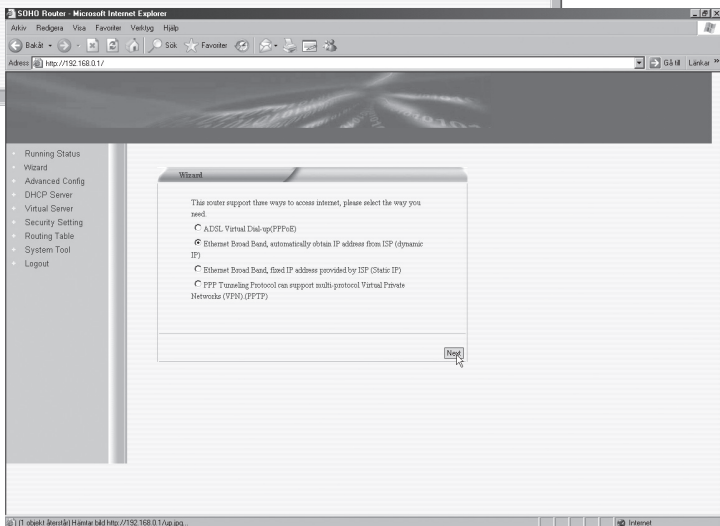 SOHO Router - Microsoft Internet Explorer
Arkiv Redigera Visa Favoriter Verktyg Hjälp
Bakåt Sök Favoriter
Adress http://192.168.0.1/ Gå till Länkar »
Running Status
Wizard
Advanced Config
DHCP Server
Virtual Server
Security Setting
Routing Table
System Tool
Logout
Wizard
This router support three ways to access internet, please select the way you
need.
ADSL Virtual Dial-up(PPPoE)
Ethernet Broad Band, automatically obtain IP address from ISP (dynamic
IP)
Ethernet Broad Band, fixed IP address provided by ISP (Static IP)
PPP Tunneling Protocol can support multi-protocol Virtual Private
Networks (VPN).(PPTP)
Next
(1 objekt återstår) Hämtar bild http://192.168.0.1/up.jpg...
Internet